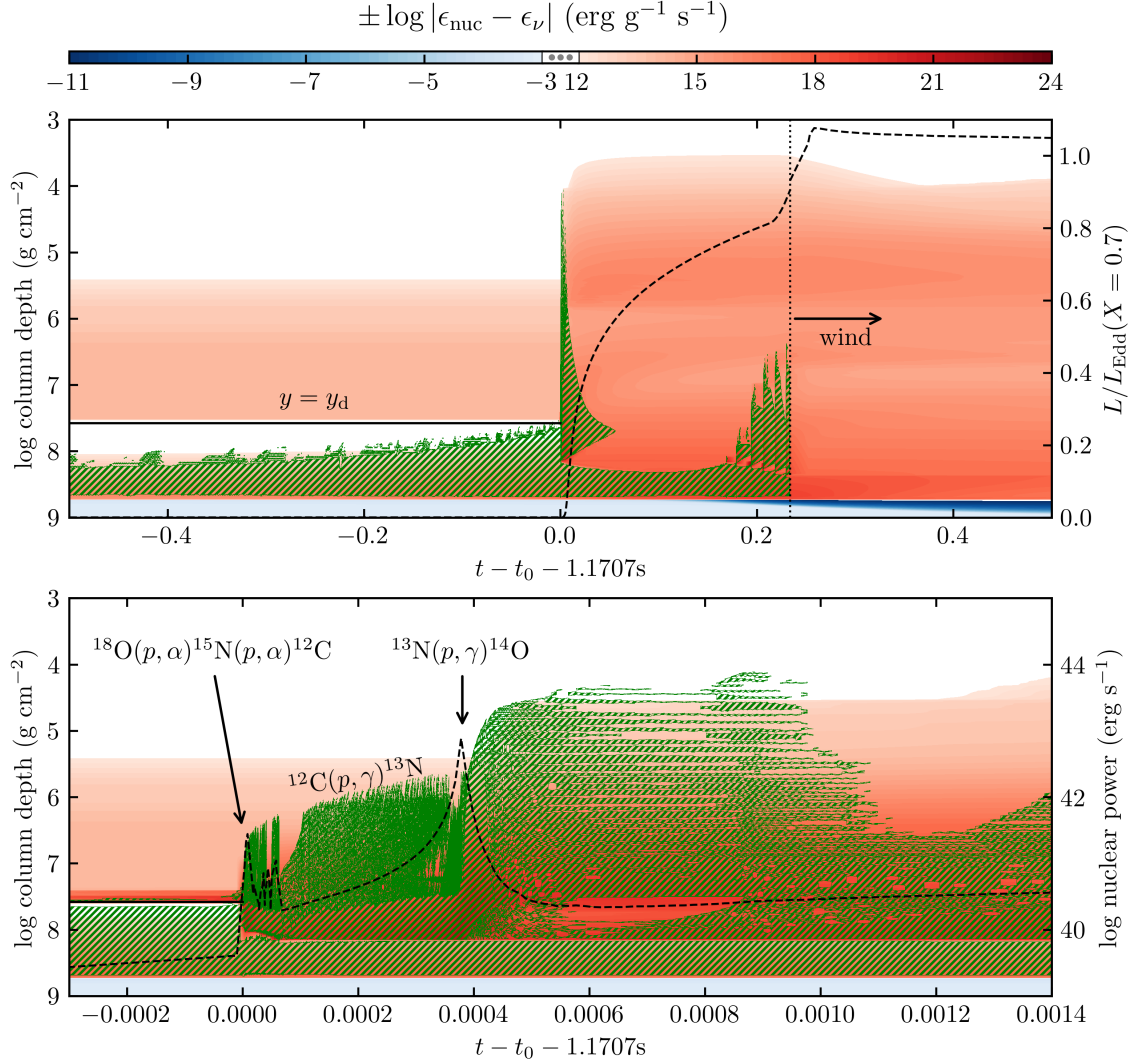 ± log |ϵnuc − ϵν| (erg g⁻¹ s⁻¹)
−11 −9 −7 −5 −3 12 15 18 21 24
log column depth (g cm⁻²)
3
4
5
6
7
8
9
y = yd
wind
L/LEdd(X = 0.7)
1.0
0.8
0.6
0.4
0.2
0.0
−0.4 −0.2 0.0 0.2 0.4
t − t₀ − 1.1707s
log column depth (g cm⁻²)
3
4
5
6
7
8
9
¹⁸O(p, α)¹⁵N(p, α)¹²C
¹³N(p, γ)¹⁴O
¹²C(p, γ)¹³N
log nuclear power (erg s⁻¹)
44
42
40
−0.0002 0.0000 0.0002 0.0004 0.0006 0.0008 0.0010 0.0012 0.0014
t − t₀ − 1.1707s